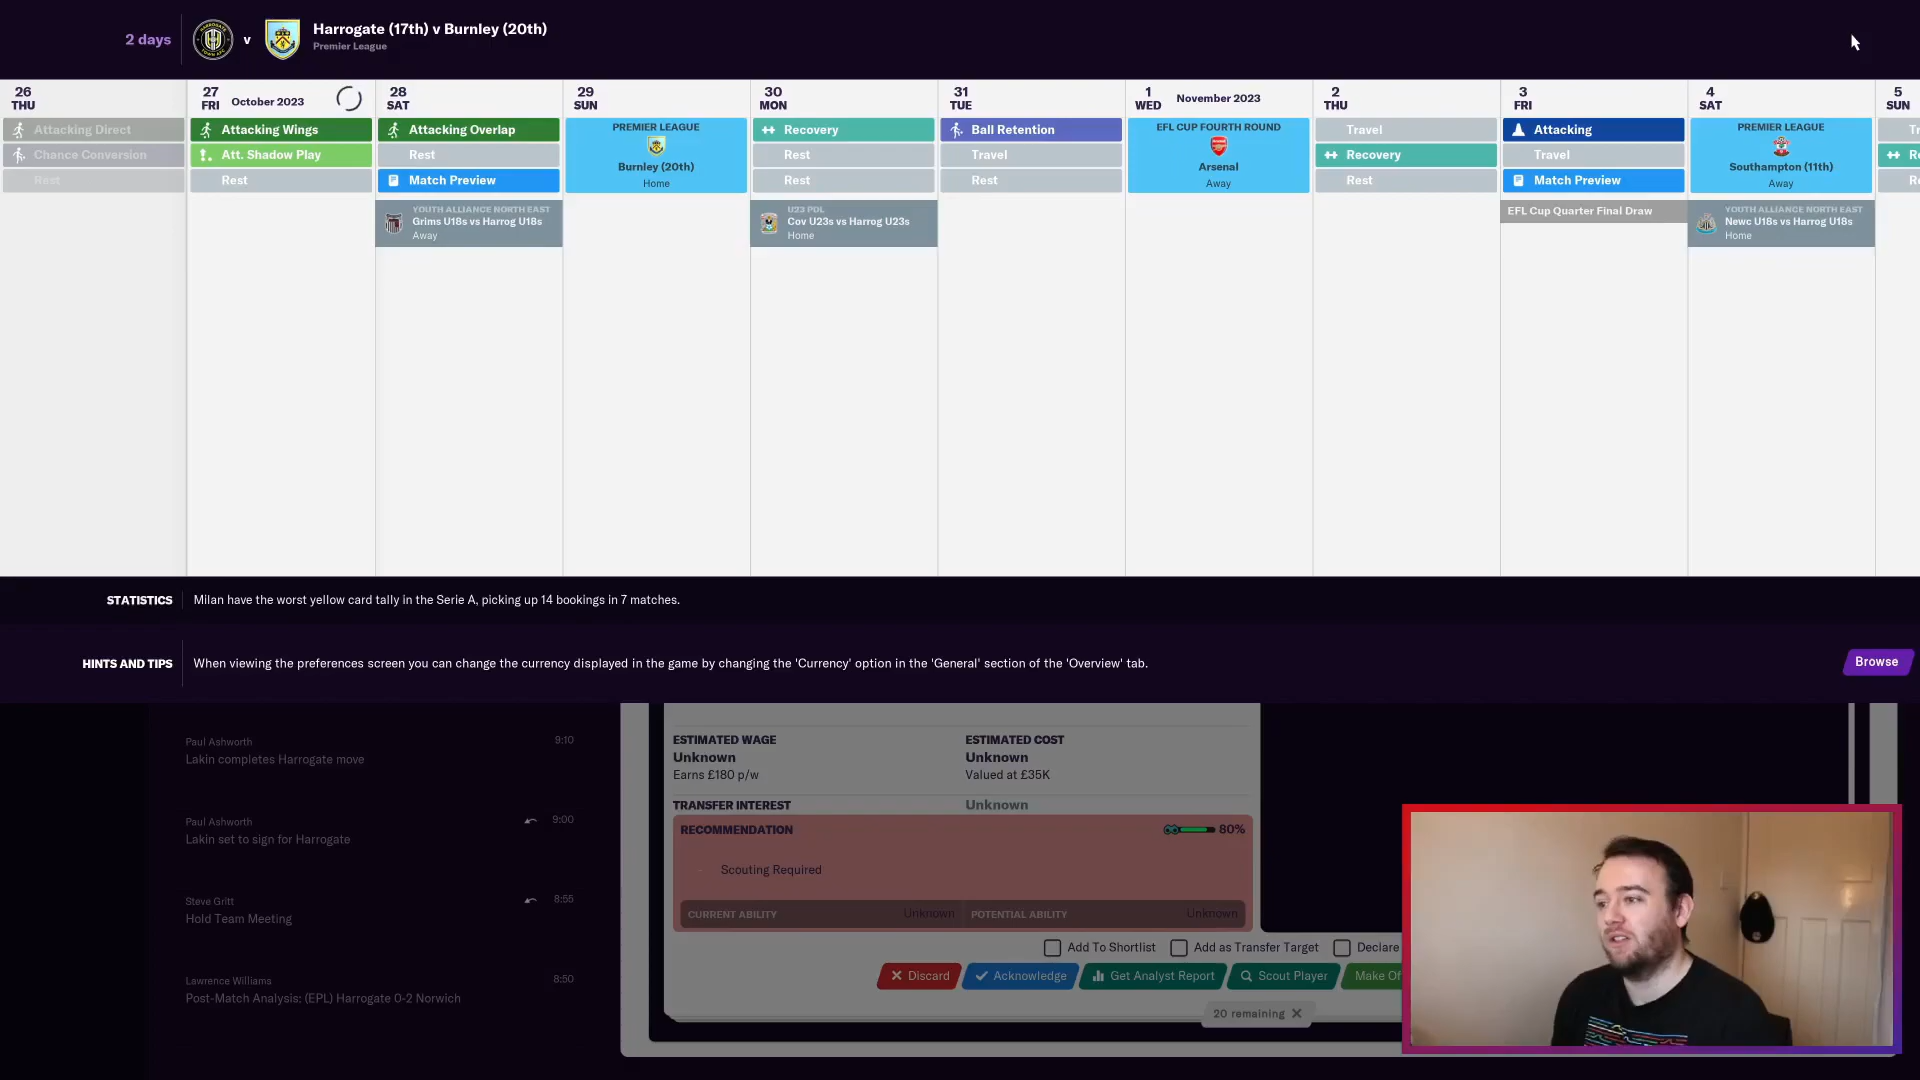 2 days
v
Harrogate (17th) v Burnley (20th)
Premier League
26
THU
Attacking Direct
Chance Conversion
Rest
27
FRI
October 2023
Attacking Wings
Att. Shadow Play
Rest
28
SAT
Attacking Overlap
Rest
Match Preview
YOUTH ALLIANCE NORTH EAST
Grims U18s vs Harrog U18s
Away
29
SUN
PREMIER LEAGUE
Burnley (20th)
Home
30
MON
Recovery
Rest
Rest
U23 PDL
Cov U23s vs Harrog U23s
Home
31
TUE
Ball Retention
Travel
Rest
1
WED
November 2023
EFL CUP FOURTH ROUND
Arsenal
Away
2
THU
Travel
Recovery
Rest
3
FRI
Attacking
Travel
Match Preview
EFL Cup Quarter Final Draw
4
SAT
PREMIER LEAGUE
Southampton (11th)
Away
YOUTH ALLIANCE NORTH EAST
Newc U18s vs Harrog U18s
Home
5
SUN
STATISTICS
Milan have the worst yellow card tally in the Serie A, picking up 14 bookings in 7 matches.
HINTS AND TIPS
When viewing the preferences screen you can change the currency displayed in the game by changing the 'Currency' option in the 'General' section of the 'Overview' tab.
Browse
Paul Ashworth
9:10
Lakin completes Harrogate move
Paul Ashworth
9:00
Lakin set to sign for Harrogate
Steve Gritt
8:55
Hold Team Meeting
Lawrence Williams
8:50
Post-Match Analysis: (EPL) Harrogate 0-2 Norwich
ESTIMATED WAGE
Unknown
Earns £180 p/w
ESTIMATED COST
Unknown
Valued at £35K
TRANSFER INTEREST
Unknown
RECOMMENDATION
80%
Scouting Required
CURRENT ABILITY
Unknown
POTENTIAL ABILITY
Unknown
Add To Shortlist
Add as Transfer Target
Declare
Discard
Acknowledge
Get Analyst Report
Scout Player
Make Of
20 remaining